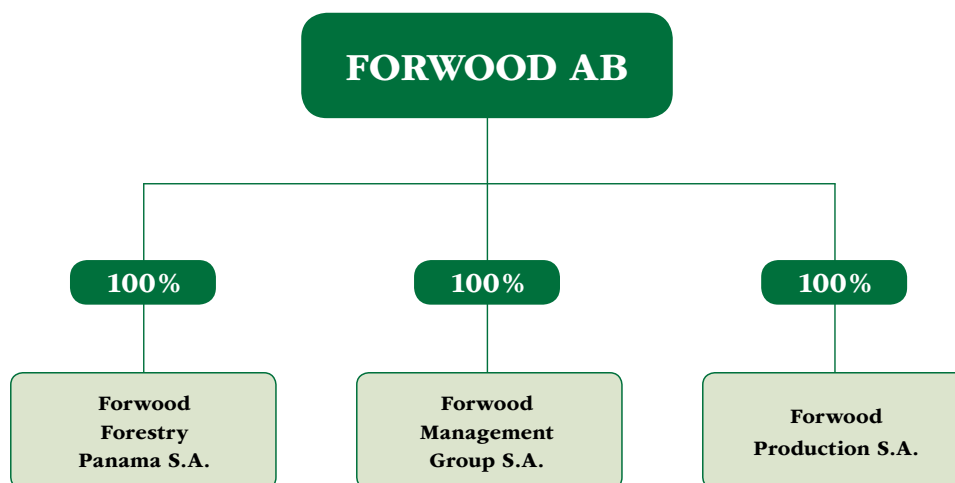 FORWOOD AB
100%
100%
100%
Forwood
Forestry
Panama S.A.
Forwood
Management
Group S.A.
Forwood
Production S.A.